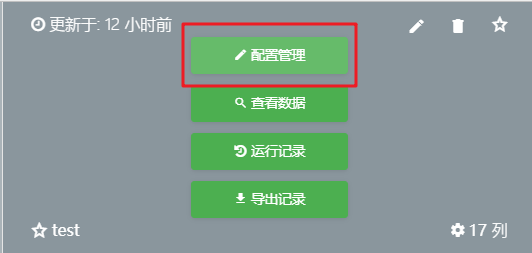 更新于: 12 小时前
配置管理
查看数据
运行记录
导出记录
test
17 列